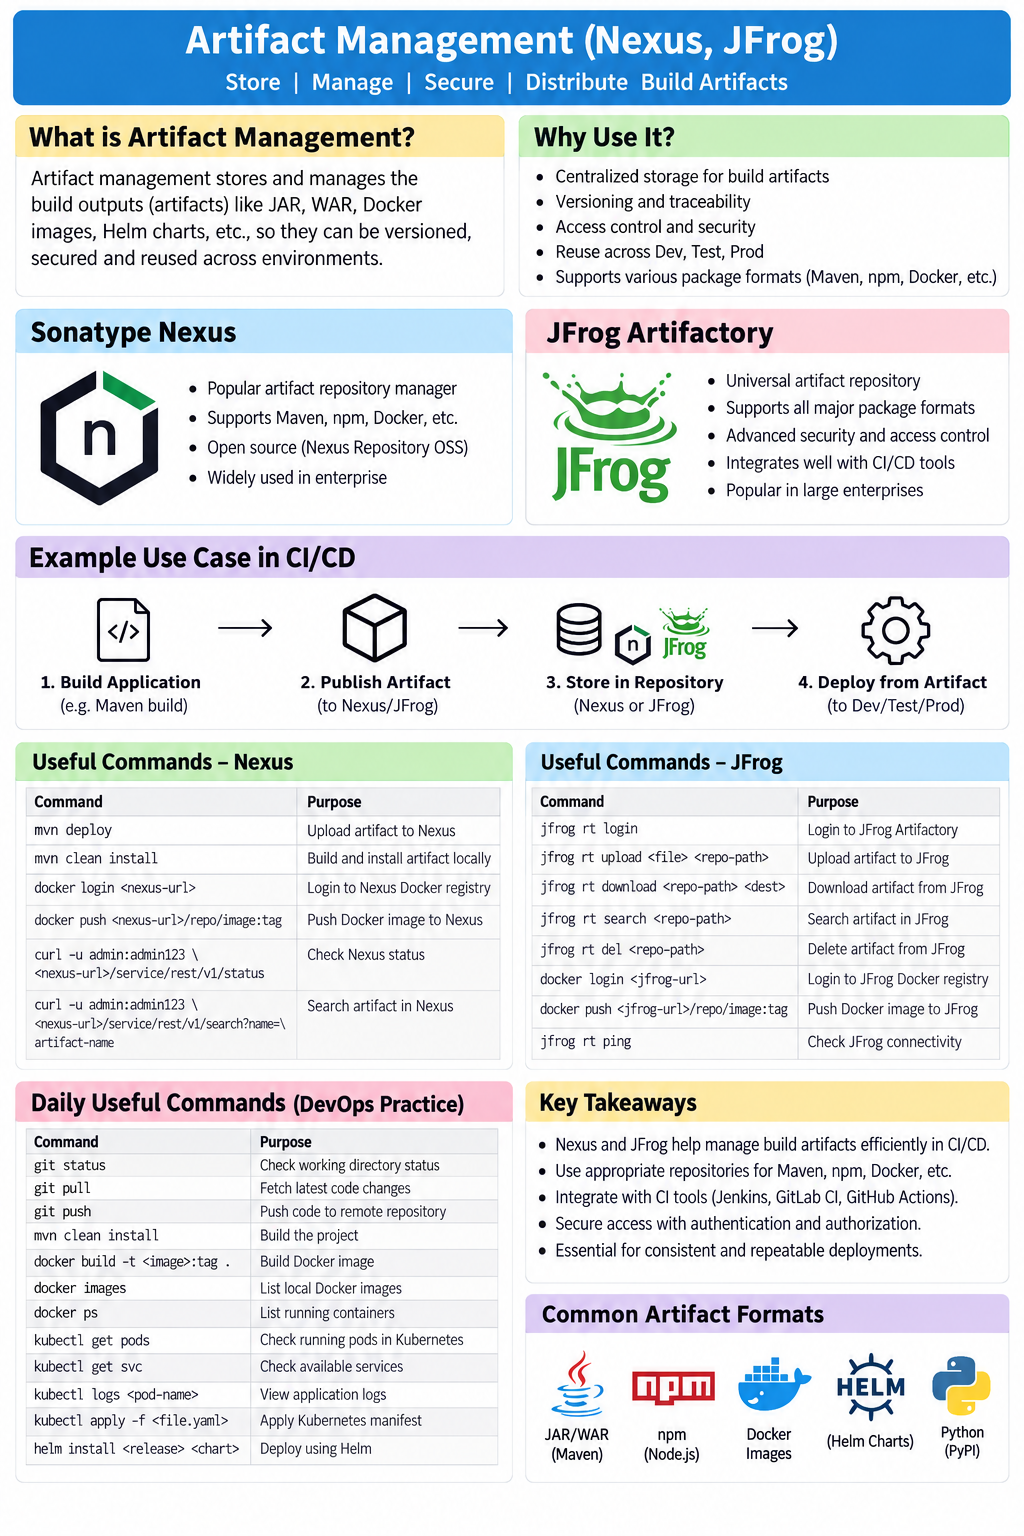 Artifact Management (Nexus, JFrog)
Store | Manage | Secure | Distribute Build Artifacts
What is Artifact Management?
Artifact management stores and manages the
build outputs (artifacts) like JAR, WAR, Docker
images, Helm charts, etc., so they can be versioned,
secured and reused across environments.
Why Use It?
• Centralized storage for build artifacts
• Versioning and traceability
• Access control and security
• Reuse across Dev, Test, Prod
• Supports various package formats (Maven, npm, Docker, etc.)
Sonatype Nexus
n
• Popular artifact repository manager
• Supports Maven, npm, Docker, etc.
• Open source (Nexus Repository OSS)
• Widely used in enterprise
JFrog Artifactory
JFrog
• Universal artifact repository
• Supports all major package formats
• Advanced security and access control
• Integrates well with CI/CD tools
• Popular in large enterprises
Example Use Case in CI/CD
</>
n
JFrog
1. Build Application
(e.g. Maven build)
2. Publish Artifact
(to Nexus/JFrog)
3. Store in Repository
(Nexus or JFrog)
4. Deploy from Artifact
(to Dev/Test/Prod)
Useful Commands – Nexus
Command Purpose
mvn deploy Upload artifact to Nexus
mvn clean install Build and install artifact locally
docker login <nexus-url> Login to Nexus Docker registry
docker push <nexus-url>/repo/image:tag Push Docker image to Nexus
curl -u admin:admin123 \ Check Nexus status
<nexus-url>/service/rest/v1/status
curl -u admin:admin123 \ Search artifact in Nexus
<nexus-url>/service/rest/v1/search?name=\
artifact-name
Useful Commands – JFrog
Command Purpose
jfrog rt login Login to JFrog Artifactory
jfrog rt upload <file> <repo-path> Upload artifact to JFrog
jfrog rt download <repo-path> <dest> Download artifact from JFrog
jfrog rt search <repo-path> Search artifact in JFrog
jfrog rt del <repo-path> Delete artifact from JFrog
docker login <jfrog-url> Login to JFrog Docker registry
docker push <jfrog-url>/repo/image:tag Push Docker image to JFrog
jfrog rt ping Check JFrog connectivity
Daily Useful Commands (DevOps Practice)
Command Purpose
git status Check working directory status
git pull Fetch latest code changes
git push Push code to remote repository
mvn clean install Build the project
docker build -t <image>:tag . Build Docker image
docker images List local Docker images
docker ps List running containers
kubectl get pods Check running pods in Kubernetes
kubectl get svc Check available services
kubectl logs <pod-name> View application logs
kubectl apply -f <file.yaml> Apply Kubernetes manifest
helm install <release> <chart> Deploy using Helm
Key Takeaways
• Nexus and JFrog help manage build artifacts efficiently in CI/CD.
• Use appropriate repositories for Maven, npm, Docker, etc.
• Integrate with CI tools (Jenkins, GitLab CI, GitHub Actions).
• Secure access with authentication and authorization.
• Essential for consistent and repeatable deployments.
Common Artifact Formats
npm
HELM
JAR/WAR
(Maven)
npm
(Node.js)
Docker
Images
(Helm Charts)
Python
(PyPI)